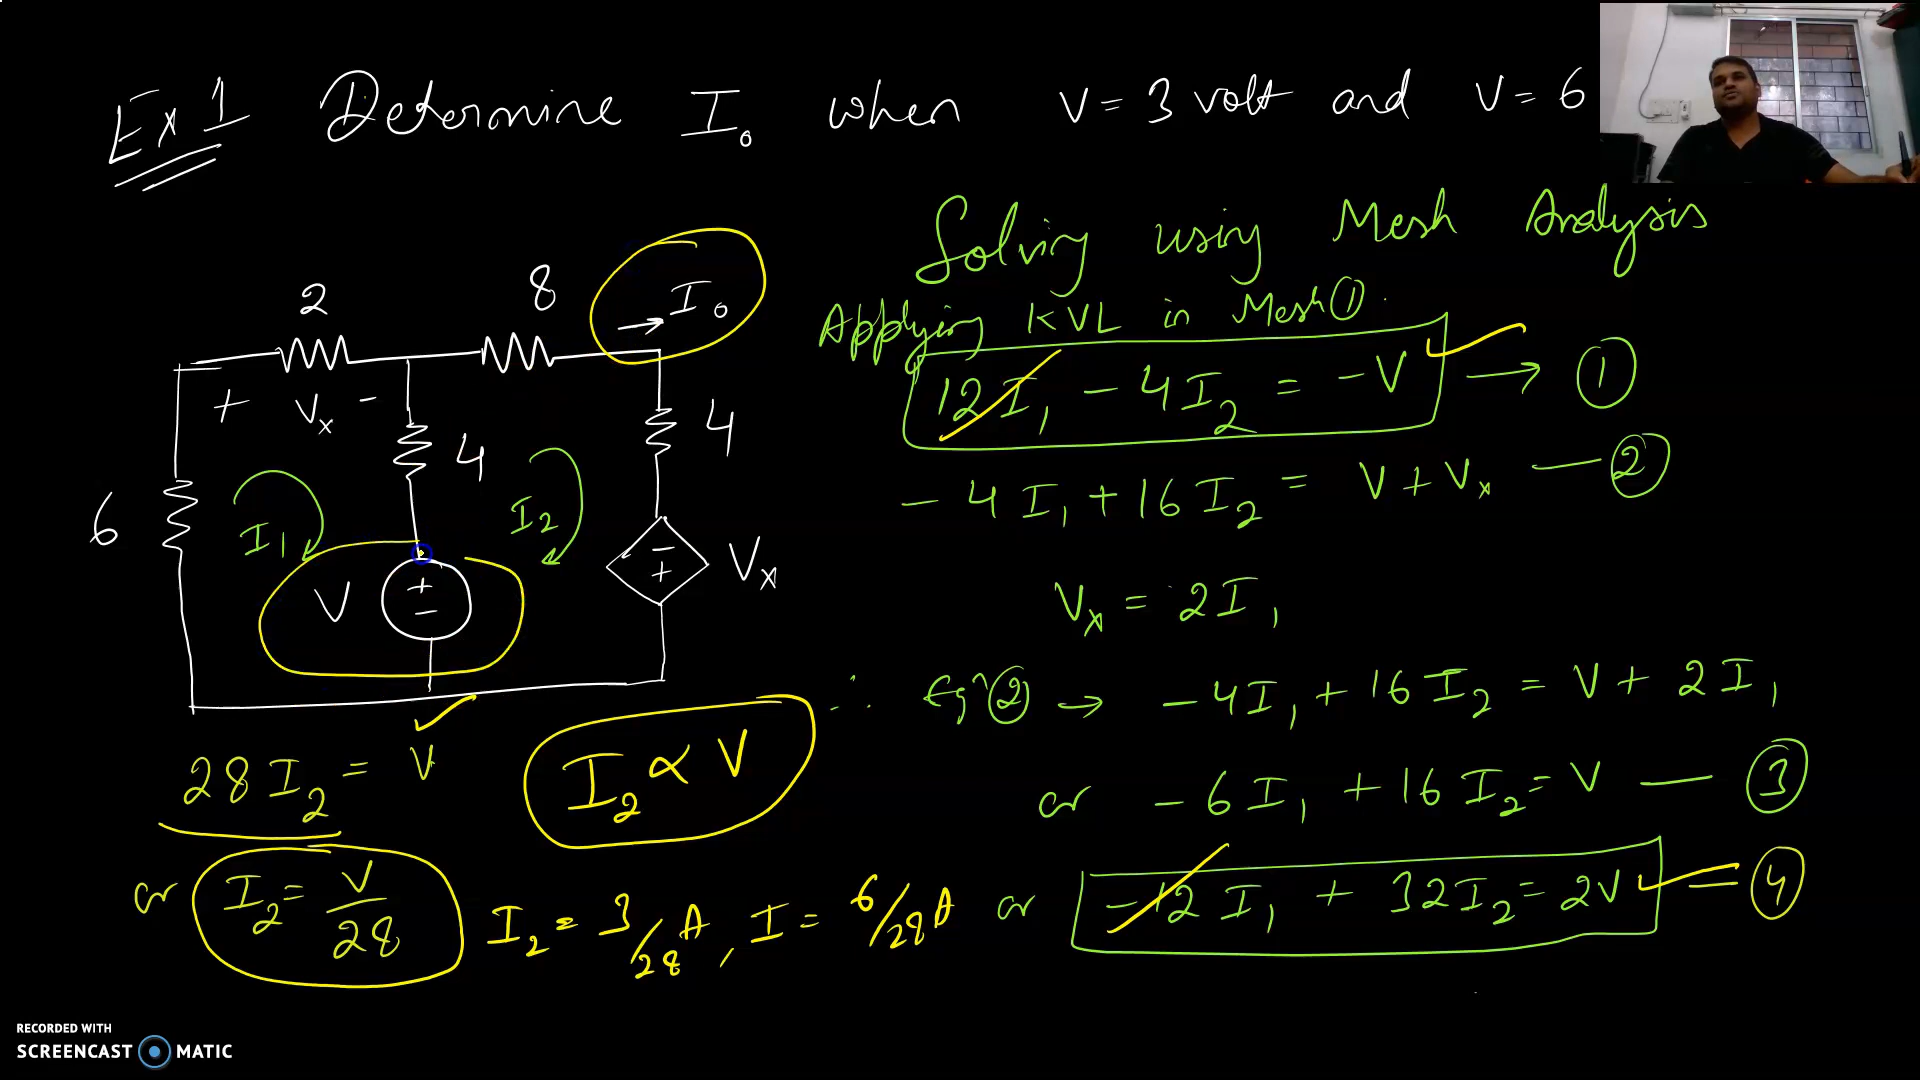 Ex 1 Determine I₀ when V = 3 volt and V = 6
Solving using Mesh Analysis
Applying KVL in Mesh ①
12I₁ - 4I₂ = -V → ①
-4I₁ + 16I₂ = V + Vₓ — ②
Vₓ = 2I₁
∴ Eqⁿ ② → -4I₁ + 16I₂ = V + 2I₁
or -6I₁ + 16I₂ = V — ③
or -12I₁ + 32I₂ = 2V = ④
2
8
→ I₀
+ Vₓ -
4
4
6
I₁
I₂
V
+
-
-
+
Vₓ
28I₂ = V
I₂ ∝ V
or I₂ = V/28
I₂ = 3/28 A, I = 6/28 A
RECORDED WITH
SCREENCAST MATIC